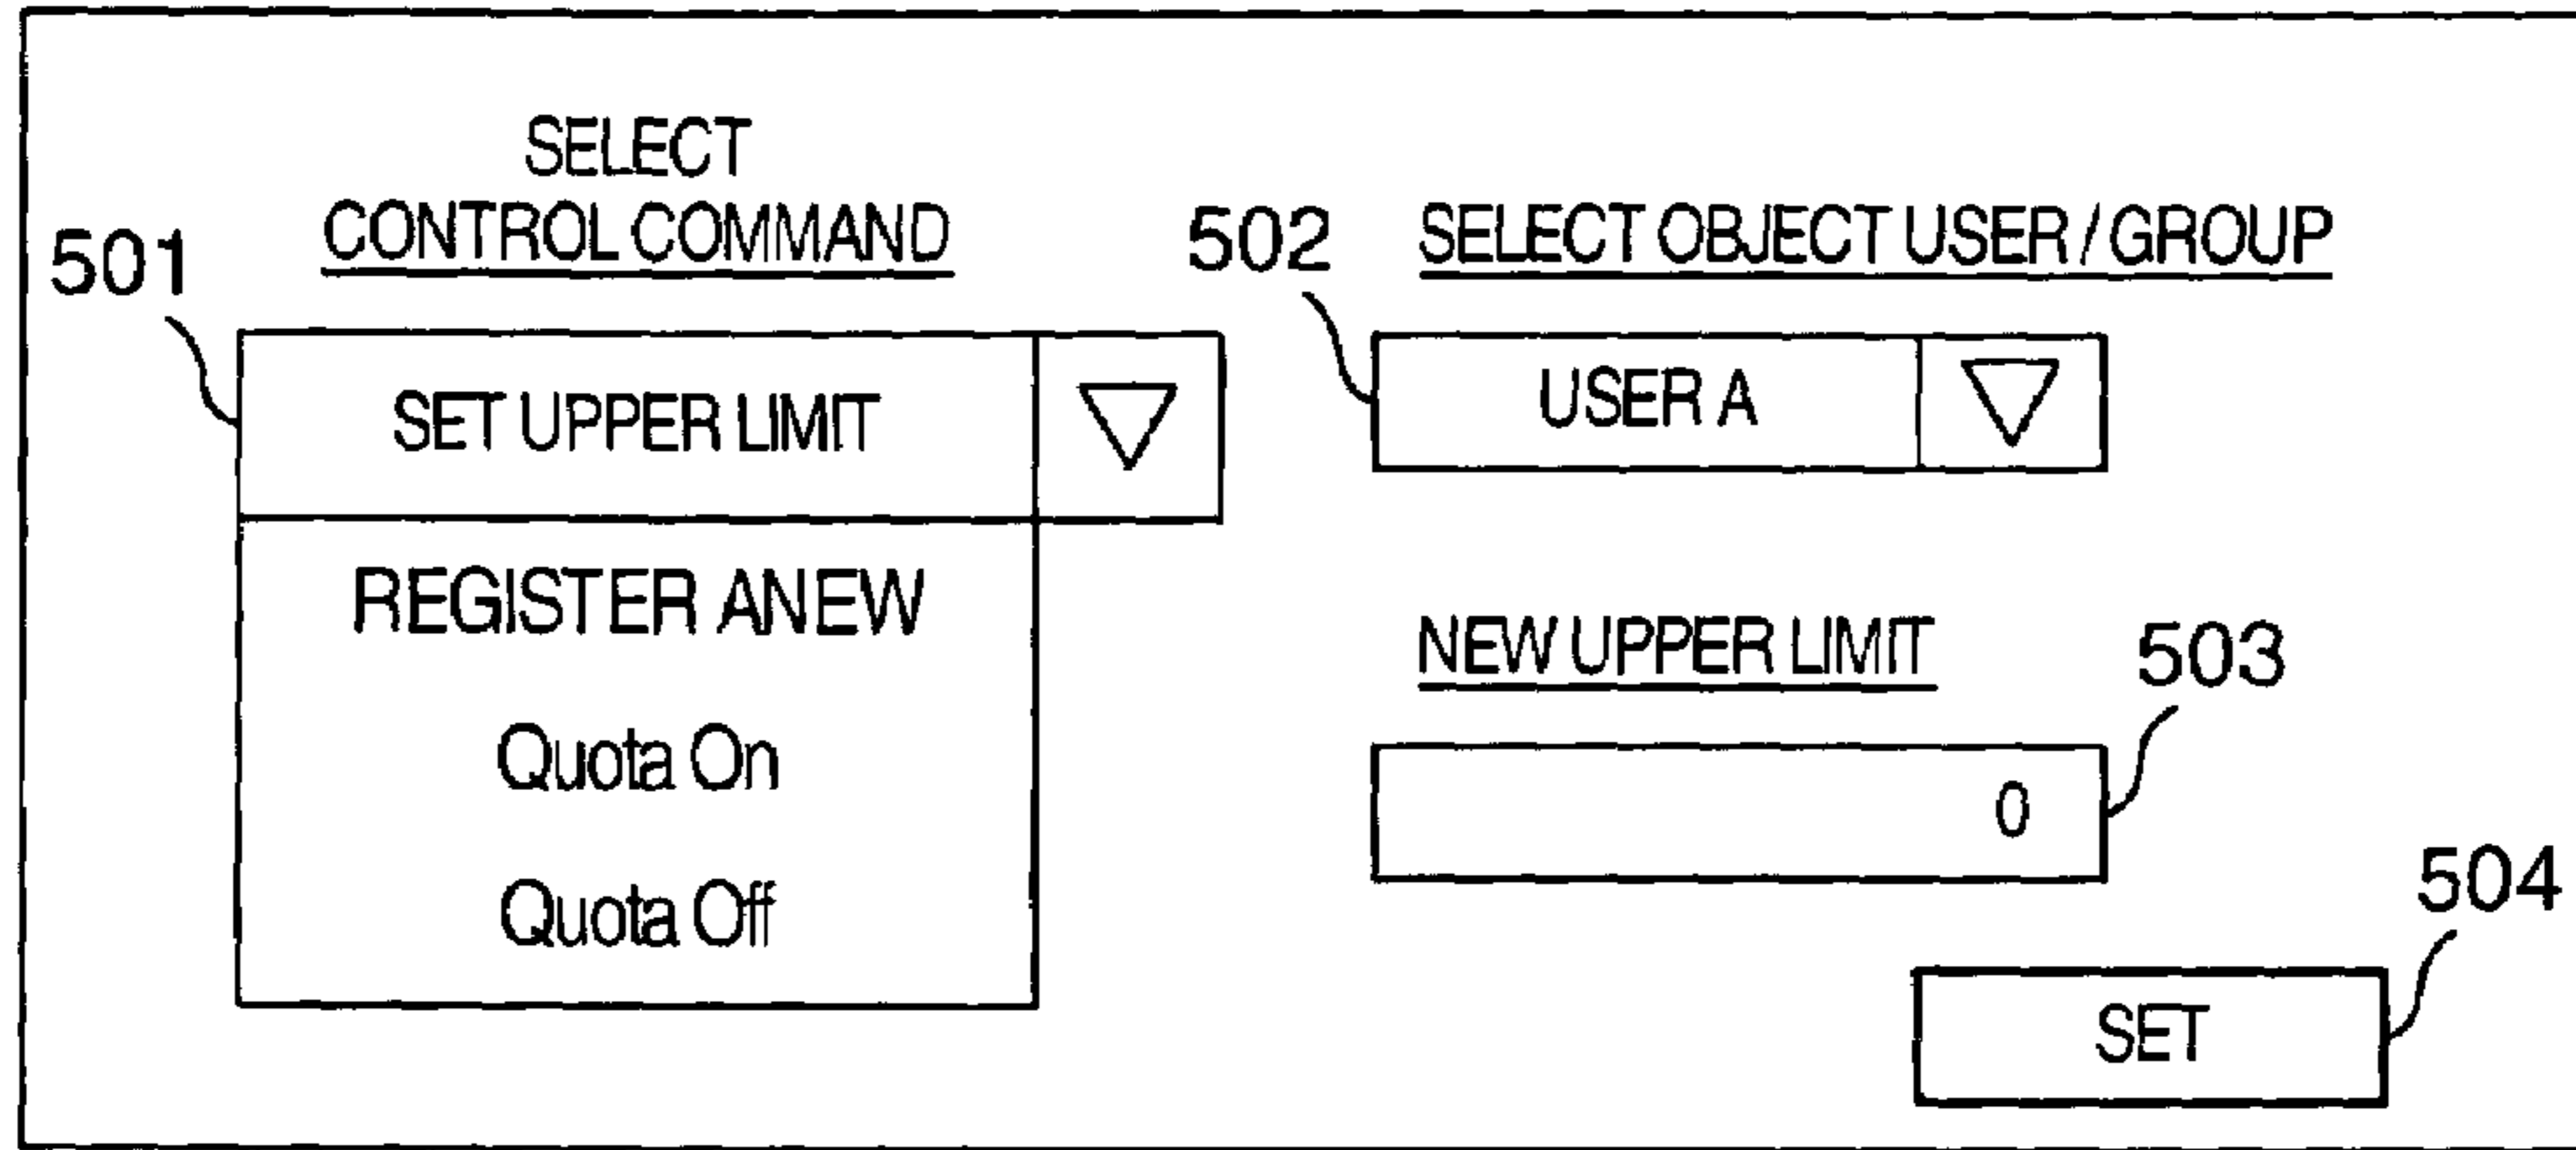 SELECT
CONTROL COMMAND
501
SET UPPER LIMIT
REGISTER ANEW
Quota On
Quota Off
502
SELECT OBJECT USER / GROUP
USER A
NEW UPPER LIMIT
503
0
504
SET